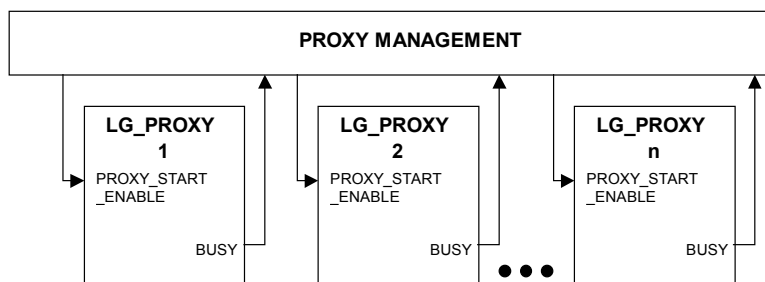 PROXY MANAGEMENT
LG_PROXY
1
PROXY_START
_ENABLE
BUSY
LG_PROXY
2
PROXY_START
_ENABLE
BUSY
LG_PROXY
n
PROXY_START
_ENABLE
BUSY